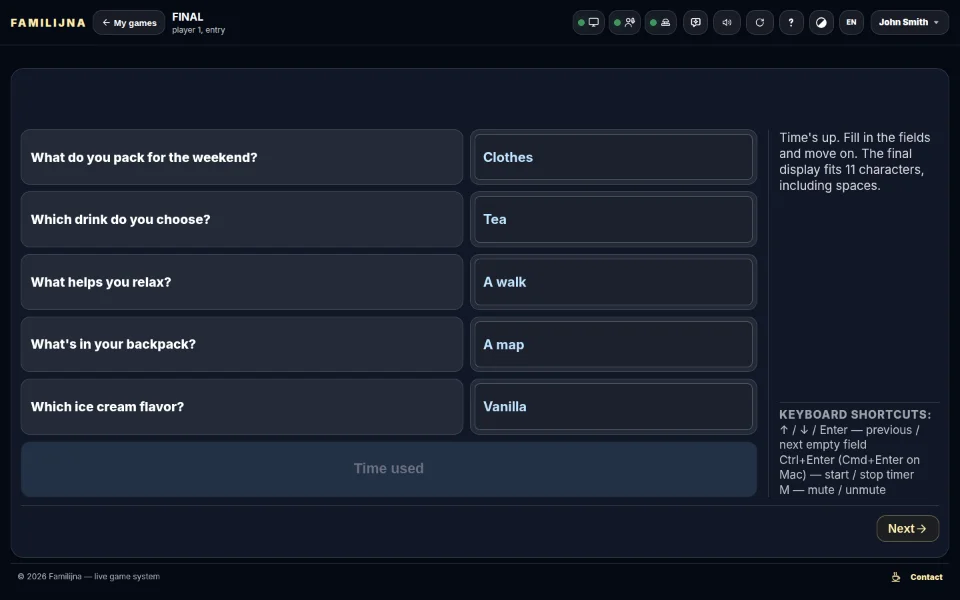 FAMILIJNA
← My games
FINAL
player 1, entry
?
EN
John Smith
What do you pack for the weekend?
Clothes
Which drink do you choose?
Tea
What helps you relax?
A walk
What's in your backpack?
A map
Which ice cream flavor?
Vanilla
Time used
Time's up. Fill in the fields
and move on. The final
display fits 11 characters,
including spaces.
KEYBOARD SHORTCUTS:
↑ / ↓ / Enter — previous /
next empty field
Ctrl+Enter (Cmd+Enter on
Mac) — start / stop timer
M — mute / unmute
Next→
© 2026 Familijna — live game system
Contact